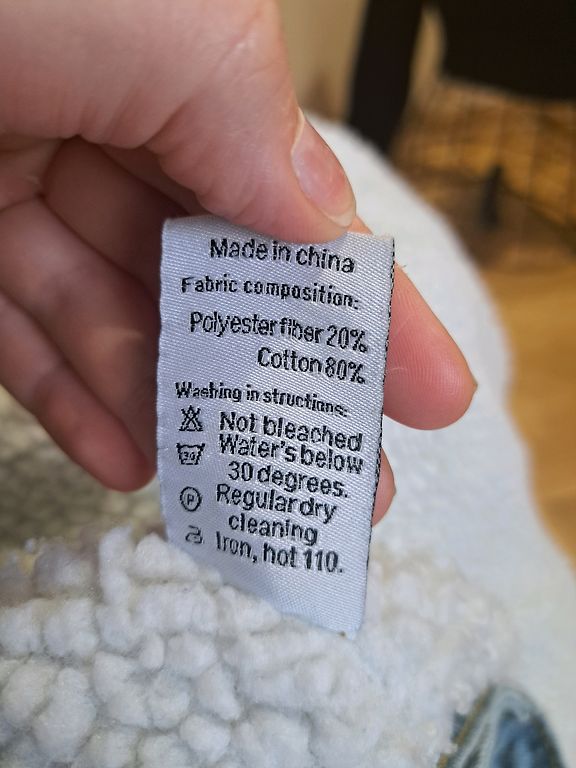 Made in china
Fabric composition:
Polyester fiber 20%
Cotton 80%
Washing in structions:
Not bleached
Water's below
30 degrees.
Regular dry
cleaning
Iron, hot 110.
30
P